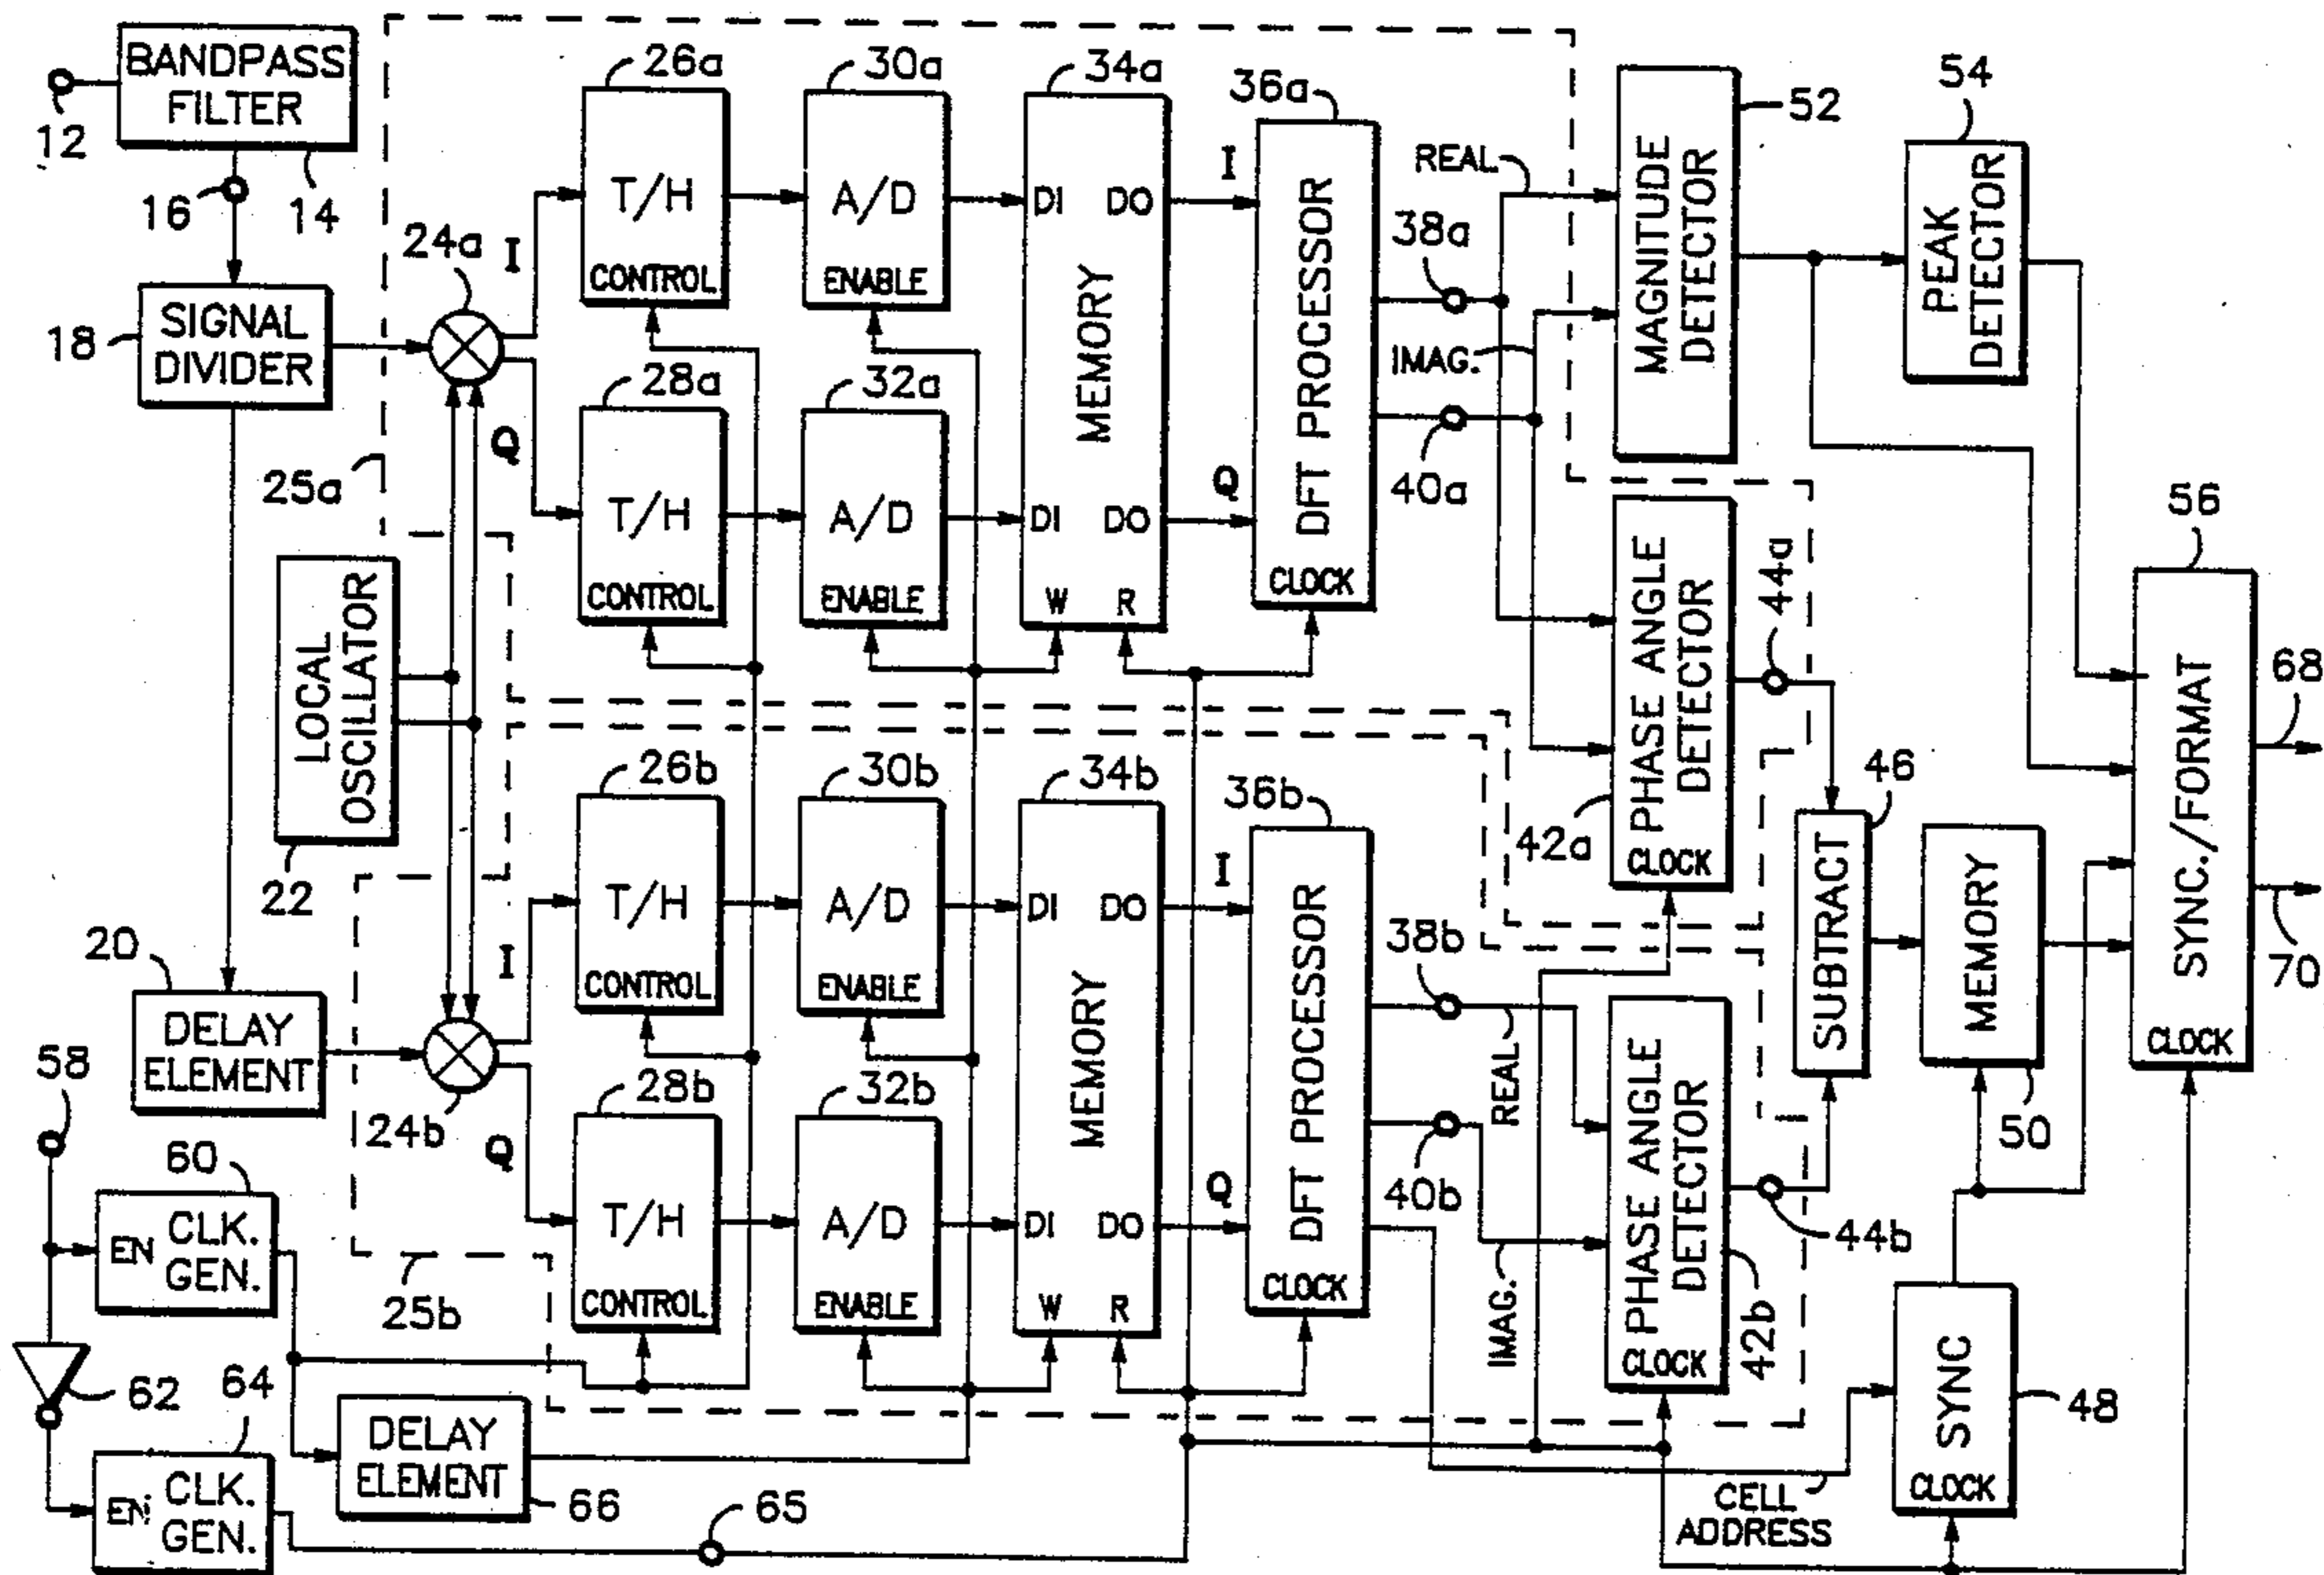 BANDPASS
FILTER
12
16
14
SIGNAL
DIVIDER
18
24a
25a
LOCAL
OSCILLATOR
22
20
DELAY
ELEMENT
24b
25b
58
60
EN
CLK.
GEN.
62
64
EN
CLK.
GEN.
DELAY
ELEMENT
66
65
I
Q
26a
T/H
CONTROL
28a
T/H
CONTROL
30a
A/D
ENABLE
32a
A/D
ENABLE
34a
DI DO
MEMORY
DI DO
W R
I
Q
36a
DFT PROCESSOR
CLOCK
38a
REAL
IMAG.
40a
52
MAGNITUDE
DETECTOR
54
PEAK
DETECTOR
42a
PHASE ANGLE
DETECTOR
CLOCK
44a
I
Q
26b
T/H
CONTROL
28b
T/H
CONTROL
30b
A/D
ENABLE
32b
A/D
ENABLE
34b
DI DO
MEMORY
DI DO
W R
I
Q
36b
DFT PROCESSOR
CLOCK
38b
REAL
40b
IMAG.
PHASE ANGLE
DETECTOR
CLOCK
42b
44b
46
SUBTRACT
MEMORY
50
56
SYNC./FORMAT
CLOCK
68
70
SYNC
CLOCK
48
CELL
ADDRESS